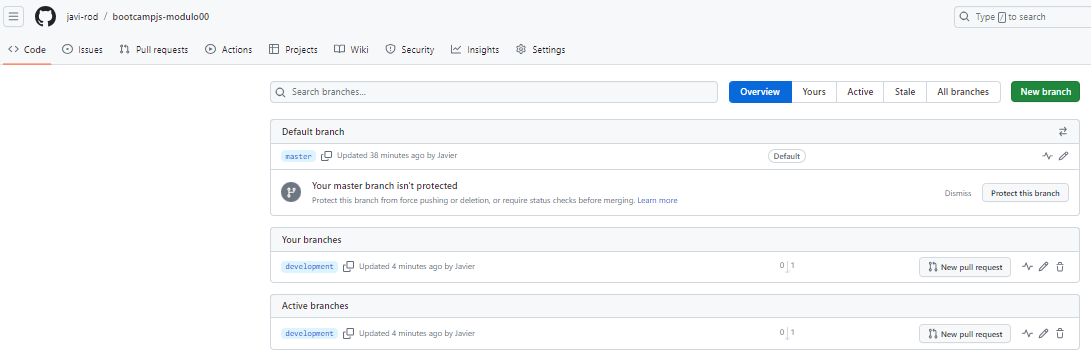 javi-rod / bootcampjs-modulo00
Type / to search
Code Issues Pull requests Actions Projects Wiki Security Insights Settings
Search branches... Overview Yours Active Stale All branches New branch
Default branch
master Updated 38 minutes ago by Javier Default
Your master branch isn't protected
Protect this branch from force pushing or deletion, or require status checks before merging. Learn more
Dismiss Protect this branch
Your branches
development Updated 4 minutes ago by Javier 0 1 New pull request
Active branches
development Updated 4 minutes ago by Javier 0 1 New pull request